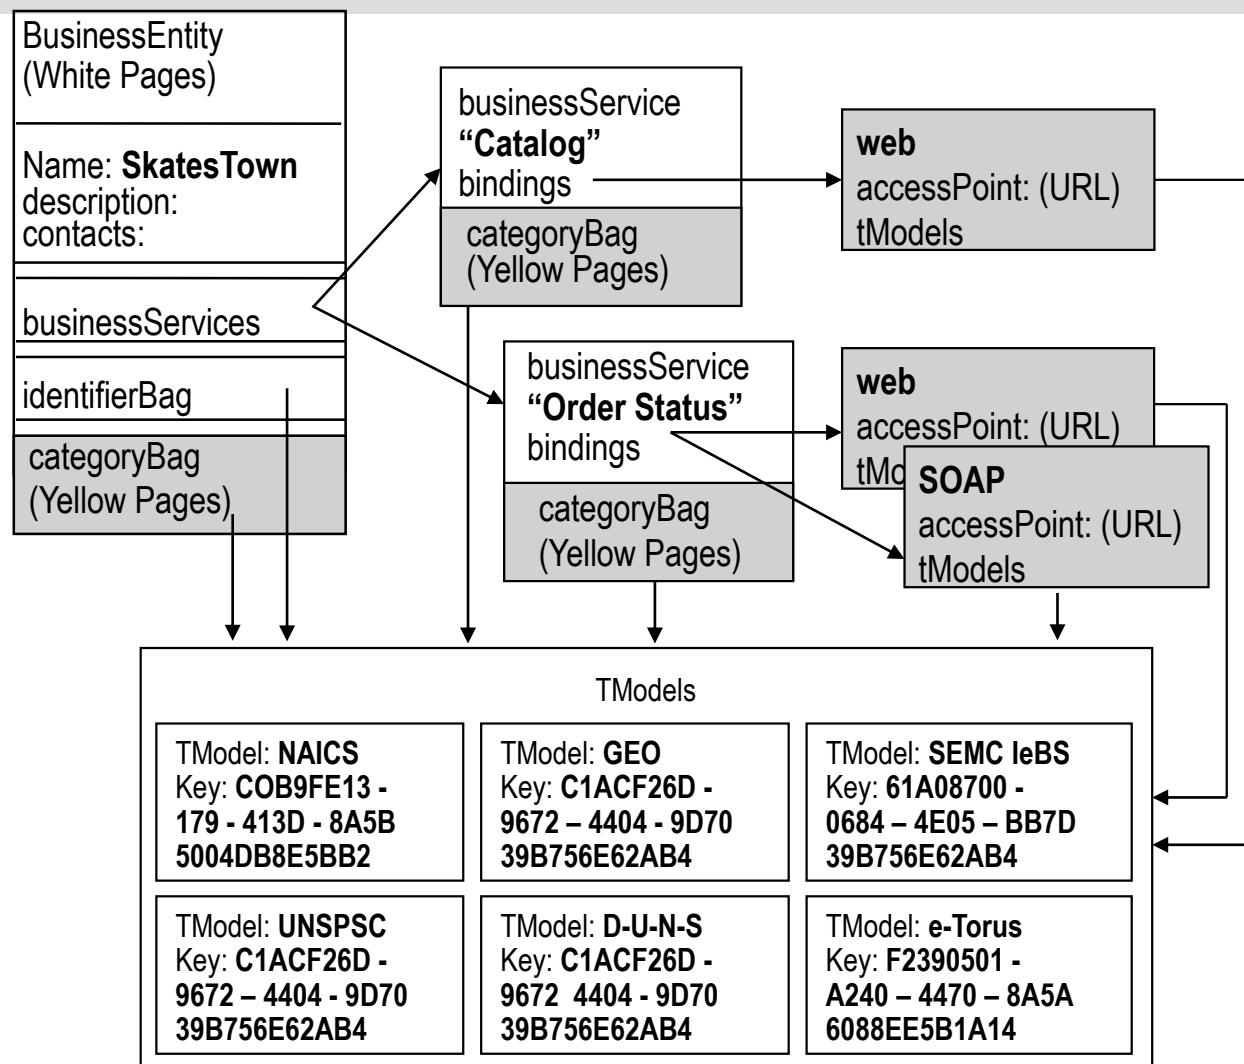 BusinessEntity
(White Pages)
Name: SkatesTown
description:
contacts:
businessServices
identifierBag
categoryBag
(Yellow Pages)
businessService
“Catalog”
bindings
categoryBag
(Yellow Pages)
web
accessPoint: (URL)
tModels
businessService
“Order Status”
bindings
categoryBag
(Yellow Pages)
web
accessPoint: (URL)
SOAP
accessPoint: (URL)
tModels
TModels
TModel: NAICS
Key: COB9FE13 -
179 - 413D - 8A5B
5004DB8E5BB2
TModel: GEO
Key: C1ACF26D -
9672 – 4404 - 9D70
39B756E62AB4
TModel: SEMC leBS
Key: 61A08700 -
0684 – 4E05 – BB7D
39B756E62AB4
TModel: UNSPSC
Key: C1ACF26D -
9672 – 4404 - 9D70
39B756E62AB4
TModel: D-U-N-S
Key: C1ACF26D -
9672 4404 - 9D70
39B756E62AB4
TModel: e-Torus
Key: F2390501 -
A240 – 4470 – 8A5A
6088EE5B1A14